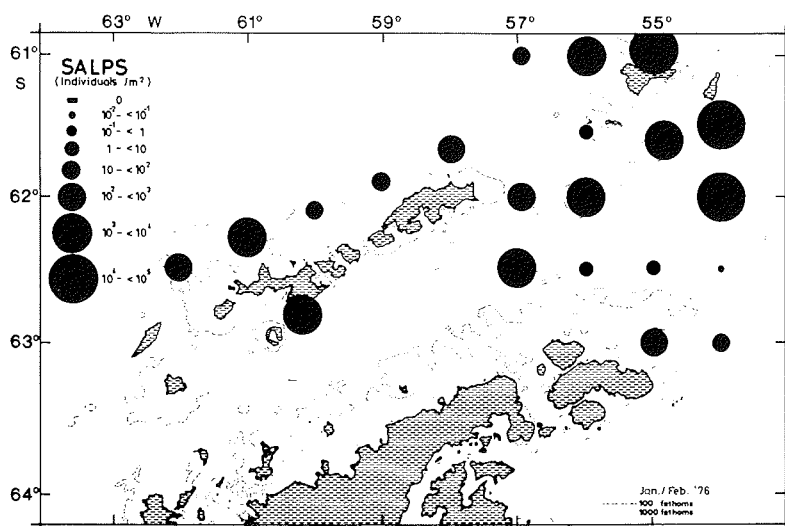 63° W 61° 59° 57° 55°
61°
S
SALPS
(Individuals /m²)
0
10⁻² - <10⁻¹
10⁻¹ - <1
1 - <10
10 - <10²
10² - <10³
10³ - <10⁴
10⁴ - <10⁵
62°
63°
64°
Jan./Feb. '76
100 fathoms
1000 fathoms